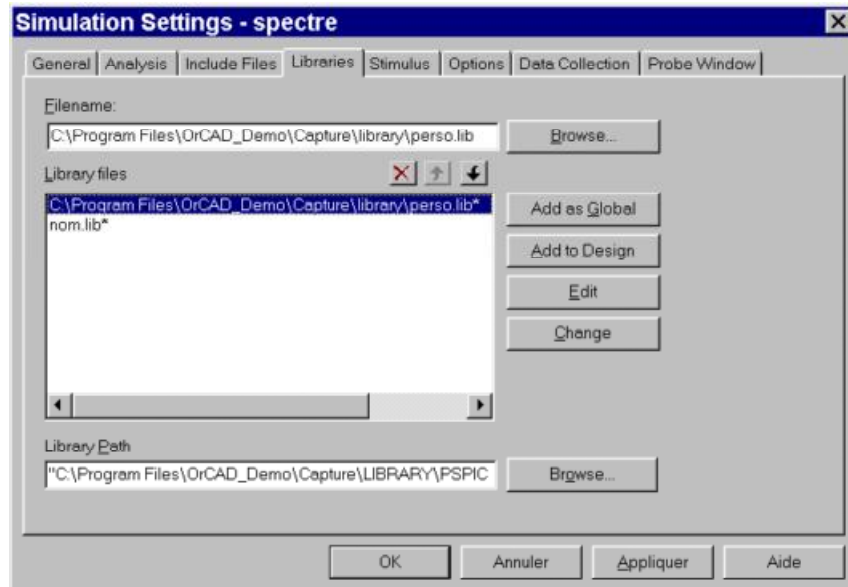 Simulation Settings - spectre
General Analysis Include Files Libraries Stimulus Options Data Collection Probe Window
Filename:
C:\Program Files\OrCAD_Demo\Capture\library\perso.lib
Browse...
Library files
C:\Program Files\OrCAD_Demo\Capture\library\perso.lib*
nom.lib*
Add as Global
Add to Design
Edit
Change
Library Path
"C:\Program Files\OrCAD_Demo\Capture\LIBRARY\PSPIC
Browse...
OK Annuler Appliquer Aide